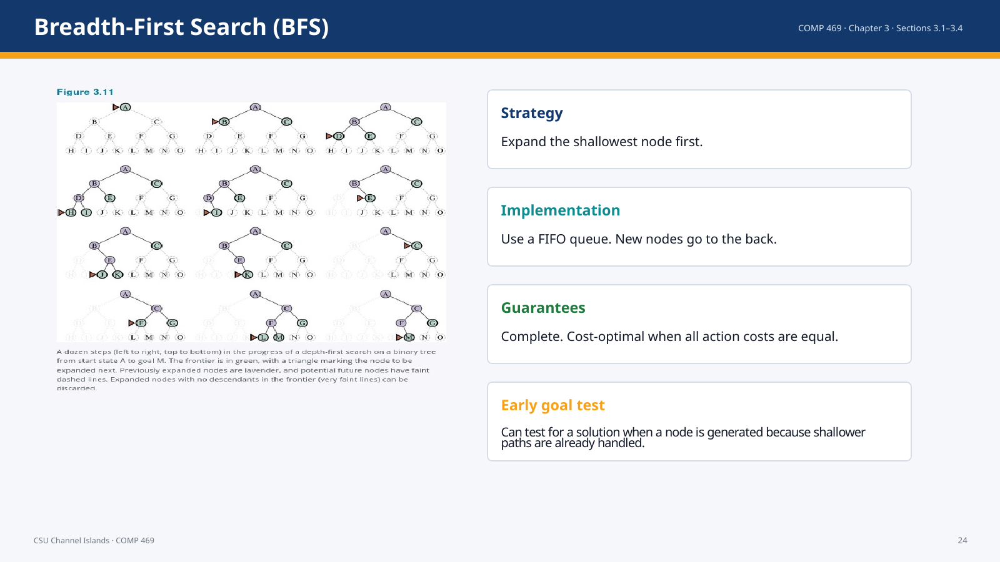 Breadth-First Search (BFS)
COMP 469 · Chapter 3 · Sections 3.1–3.4
Figure 3.11
A
B C
D E F G
H I J K L M N O
A
B C
D E F G
H I J K L M N O
A
B C
D E F G
H I J K L M N O
A
B C
D E F G
H I J K L M N O
A
B C
D E F G
I J K L M N O
A
B C
D E F G
J K L M N O
A
B C
D E F G
H I J K L M N O
A
B C
D E F G
K L M N O
A
B C
D E F G
H I J K L M N O
A
B C
D E F G
H I J K L M N O
A
B C
D E F G
H I J K L M N O
A
B C
D E F G
H I J K M N O
A dozen steps (left to right, top to bottom) in the progress of a depth-first search on a binary tree
from start state A to goal M. The frontier is in green, with a triangle marking the node to be
expanded next. Previously expanded nodes are lavender, and potential future nodes have faint
dashed lines. Expanded nodes with no descendants in the frontier (very faint lines) can be
discarded.
Strategy
Expand the shallowest node first.
Implementation
Use a FIFO queue. New nodes go to the back.
Guarantees
Complete. Cost-optimal when all action costs are equal.
Early goal test
Can test for a solution when a node is generated because shallower
paths are already handled.
CSU Channel Islands · COMP 469
24